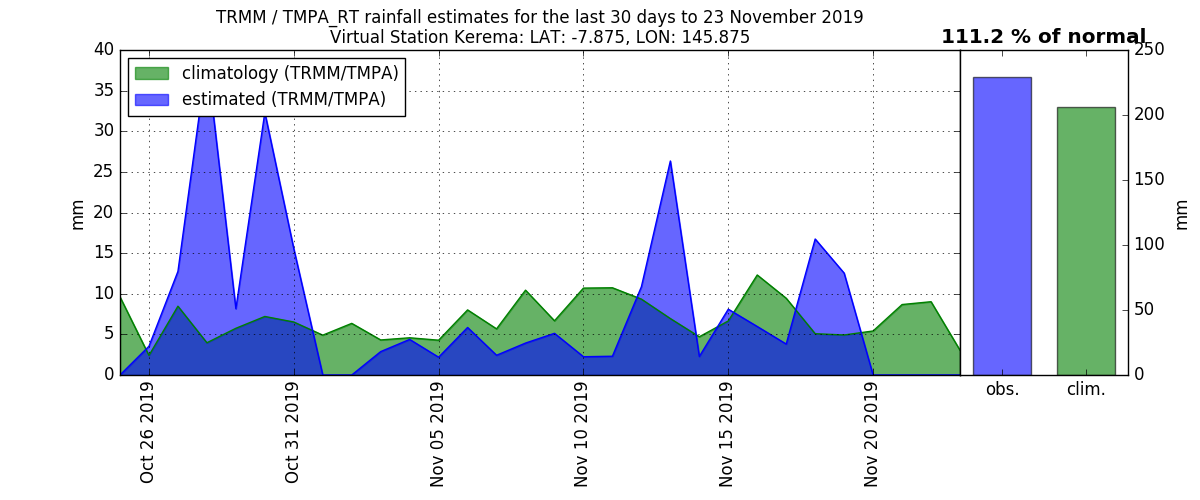 TRMM / TMPA_RT rainfall estimates for the last 30 days to 23 November 2019
Virtual Station Kerema: LAT: -7.875, LON: 145.875
111.2 % of normal
climatology (TRMM/TMPA)
estimated (TRMM/TMPA)
40
35
30
25
20
15
10
5
0
mm
250
200
150
100
50
0
mm
Oct 26 2019
Oct 31 2019
Nov 05 2019
Nov 10 2019
Nov 15 2019
Nov 20 2019
obs.
clim.